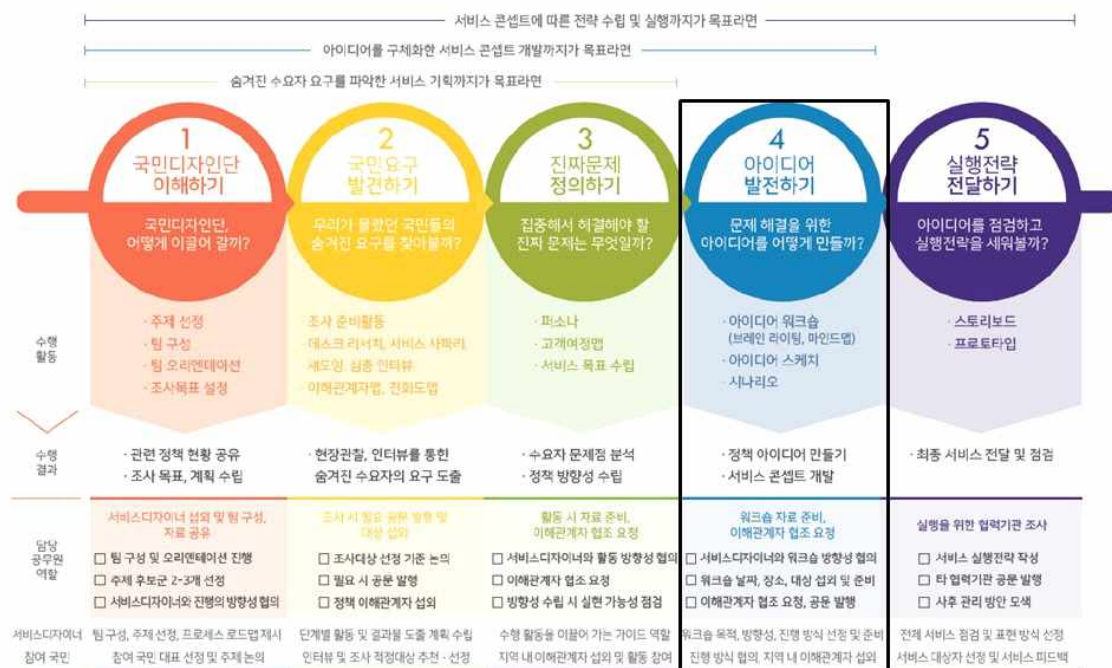 서비스 콘셉트에 따른 전략 수립 및 실행까지가 목표라면
아이디어를 구체화한 서비스 콘셉트 개발까지가 목표라면
숨겨진 수요자 요구를 파악한 서비스 기획까지가 목표라면
1
국민디자인단
이해하기
국민디자인단,
어떻게 이끌어 갈까?
2
국민요구
발견하기
우리가 몰랐던 국민들의
숨겨진 요구를 찾아볼까?
3
진짜문제
정의하기
집중해서 해결해야 할
진짜 문제는 무엇일까?
4
아이디어
발전하기
문제 해결을 위한
아이디어를 어떻게 만들까?
5
실행전략
전달하기
아이디어를 점검하고
실행전략을 세워볼까?
수행
활동
· 주제 선정
· 팀 구성
· 팀 오리엔테이션
· 조사목표 설정
조사 준비활동
· 데스크 리서치, 서비스 사파리,
섀도잉, 심층 인터뷰
· 이해관계자맵, 친화도맵
· 퍼소나
· 고객여정맵
· 서비스 목표 수립
· 아이디어 워크숍
(브레인 라이팅, 마인드맵)
· 아이디어 스케치
· 시나리오
· 스토리보드
· 프로토타입
수행
결과
· 관련 정책 현황 공유
· 조사 목표, 계획 수립
· 현장관찰, 인터뷰를 통한
숨겨진 수요자의 요구 도출
· 수요자 문제점 분석
· 정책 방향성 수립
· 정책 아이디어 만들기
· 서비스 콘셉트 개발
· 최종 서비스 전달 및 점검
담당
공무원
역할
서비스디자이너 섭외 및 팀 구성,
자료 공유
□ 팀 구성 및 오리엔테이션 진행
□ 주제 후보군 2-3개 선정
□ 서비스디자이너와 진행의 방향성 협의
조사 시 필요 공문 발행 및
대상 섭외
□ 조사대상 선정 기준 논의
□ 필요 시 공문 발행
□ 정책 이해관계자 섭외
활동 시 자료 준비,
이해관계자 협조 요청
□ 서비스디자이너와 활동 방향성 협의
□ 이해관계자 협조 요청
□ 방향성 수립 시 실현 가능성 점검
워크숍 자료 준비,
이해관계자 협조 요청
□ 서비스디자이너와 워크숍 방향성 협의
□ 워크숍 날짜, 장소, 대상 섭외 및 준비
□ 이해관계자 협조 요청, 공문 발행
실행을 위한 협력기관 조사
□ 서비스 실행전략 작성
□ 타 협력기관 공문 발행
□ 사후 관리 방안 모색
서비스디자이너
참여 국민
팀 구성, 주제 선정, 프로세스 로드맵 제시
참여 국민 대표 선정 및 주제 논의
단계별 활동 및 결과물 도출 계획 수립
인터뷰 및 조사 적정대상 추천·선정
수행 활동을 이끌어 가는 가이드 역할
지역 내 이해관계자 섭외 및 활동 참여
워크숍 목적, 방향성, 진행 방식 선정 및 준비
진행 방식 협의, 지역 내 이해관계자 섭외
전체 서비스 점검 및 표현 방식 선정
서비스 대상자 선정 및 서비스 피드백